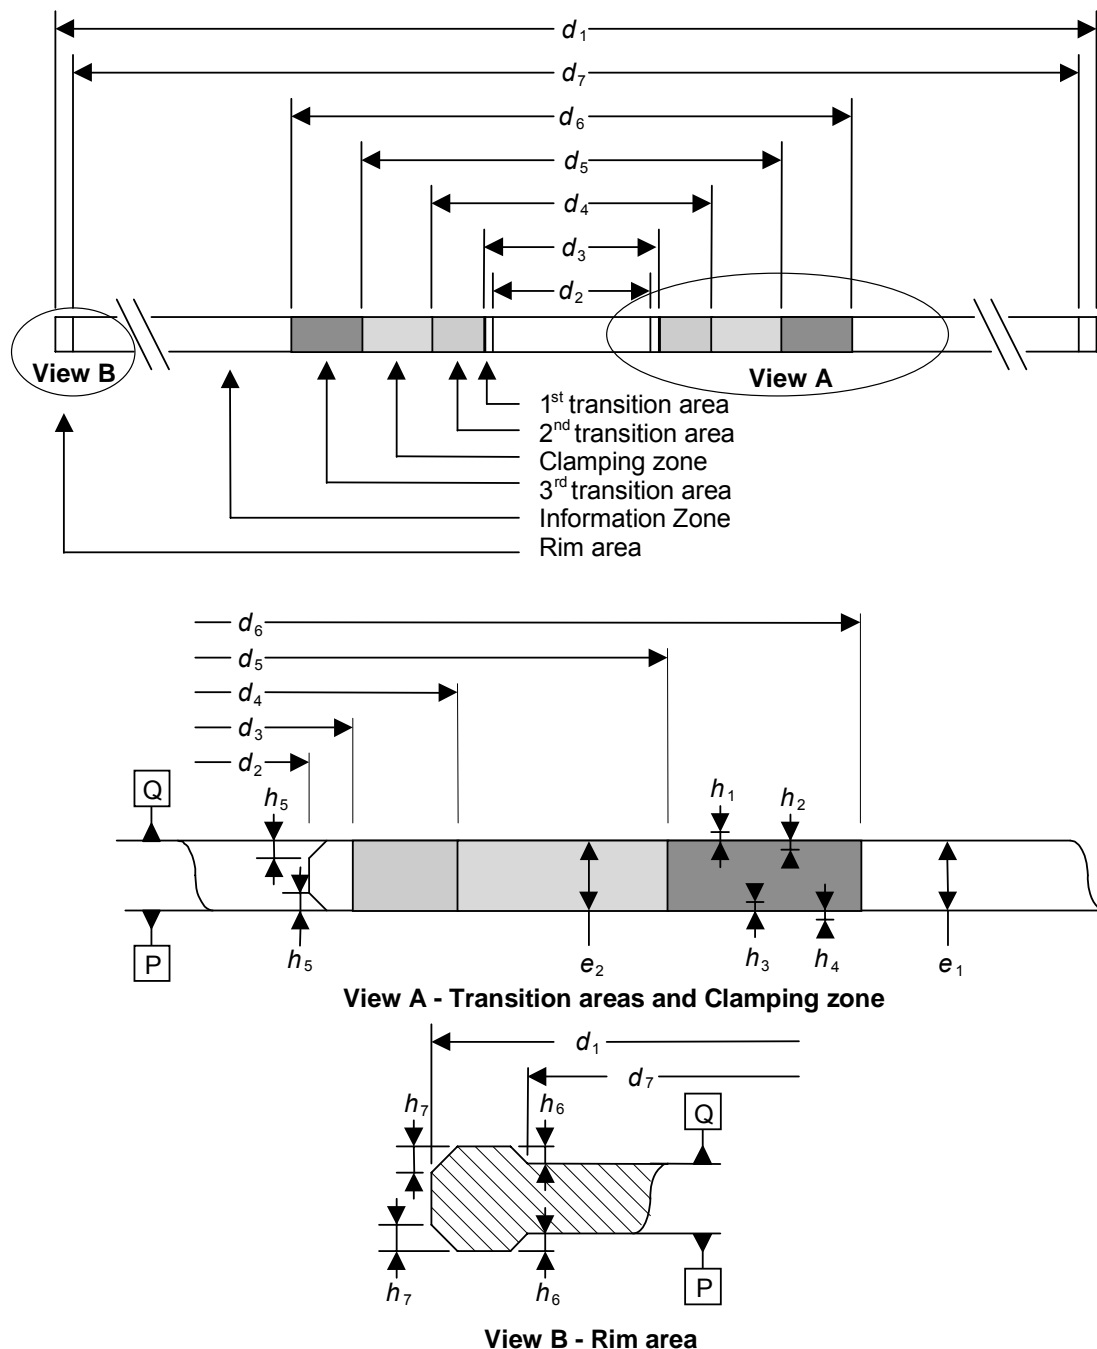 d1
d7
d6
d5
d4
d3
d2
View B
View A
1st transition area
2nd transition area
Clamping zone
3rd transition area
Information Zone
Rim area
d6
d5
d4
d3
d2
Q
h5
h1
h2
P
h5
e2
h3
h4
e1
View A - Transition areas and Clamping zone
d1
d7
h7
h6
Q
h7
h6
P
View B - Rim area